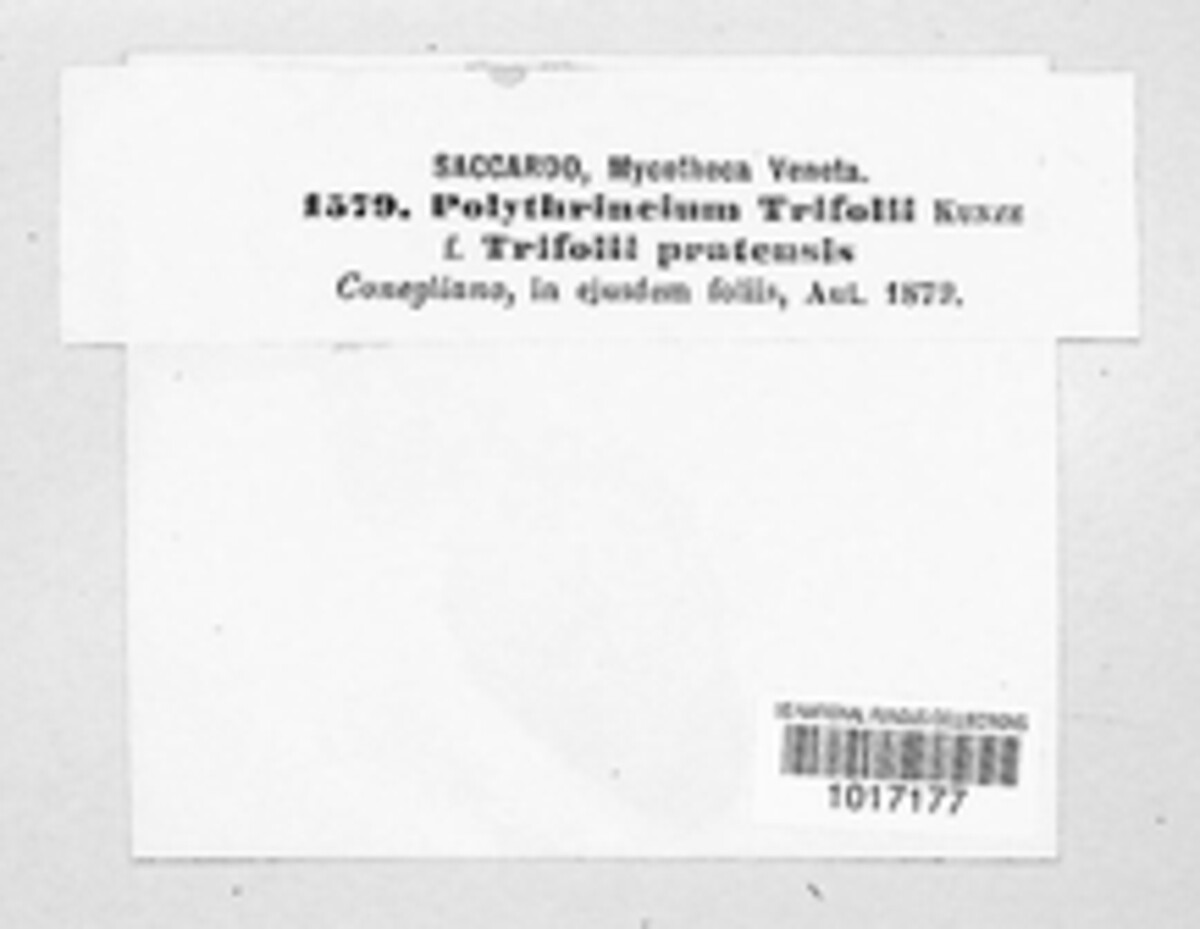 SACCARDO, Mycotheca Veneta.
1579. Polythrincium Trifolii KUNZE
f. Trifolii pratensis
Conegliano, in ejusdem foliis, Aut. 1879.
US NATIONAL FUNGUS COLLECTIONS
1017177